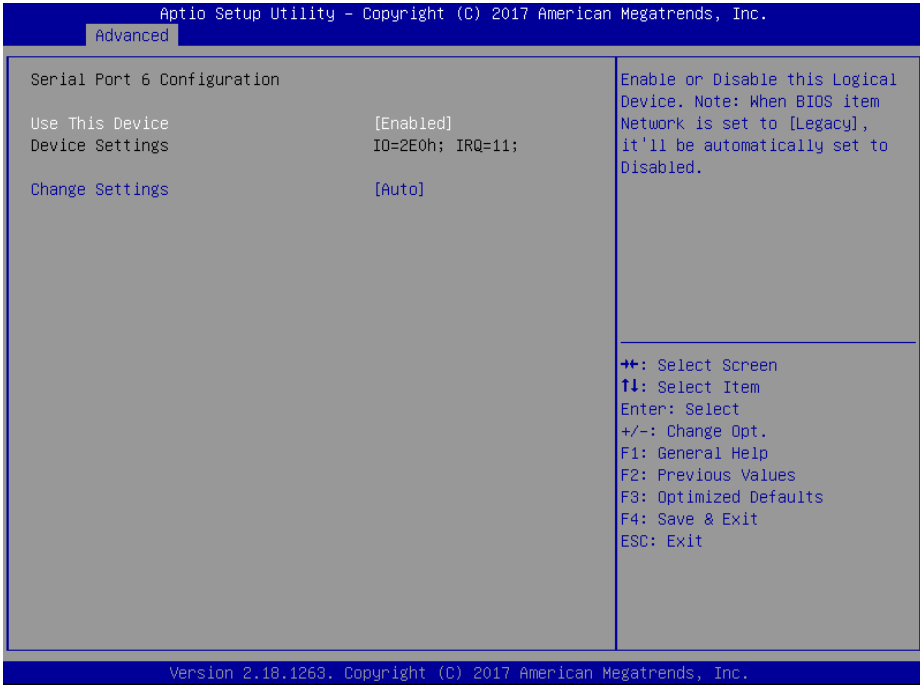 Aptio Setup Utility – Copyright (C) 2017 American Megatrends, Inc.
Advanced
Serial Port 6 Configuration
Use This Device [Enabled]
Device Settings IO=2E0h; IRQ=11;
Change Settings [Auto]
Enable or Disable this Logical
Device. Note: When BIOS item
Network is set to [Legacy],
it'll be automatically set to
Disabled.
→←: Select Screen
↑↓: Select Item
Enter: Select
+/-: Change Opt.
F1: General Help
F2: Previous Values
F3: Optimized Defaults
F4: Save & Exit
ESC: Exit
Version 2.18.1263. Copyright (C) 2017 American Megatrends, Inc.